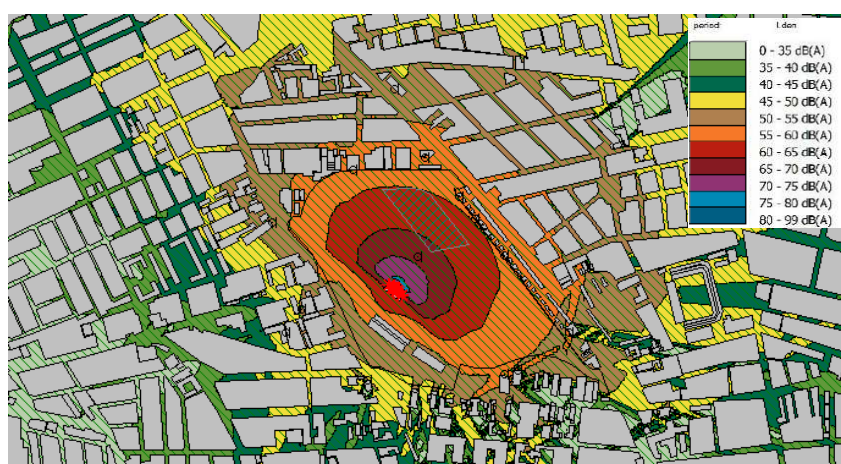 period: Lden
0 - 35 dB(A)
35 - 40 dB(A)
40 - 45 dB(A)
45 - 50 dB(A)
50 - 55 dB(A)
55 - 60 dB(A)
60 - 65 dB(A)
65 - 70 dB(A)
70 - 75 dB(A)
75 - 80 dB(A)
80 - 99 dB(A)